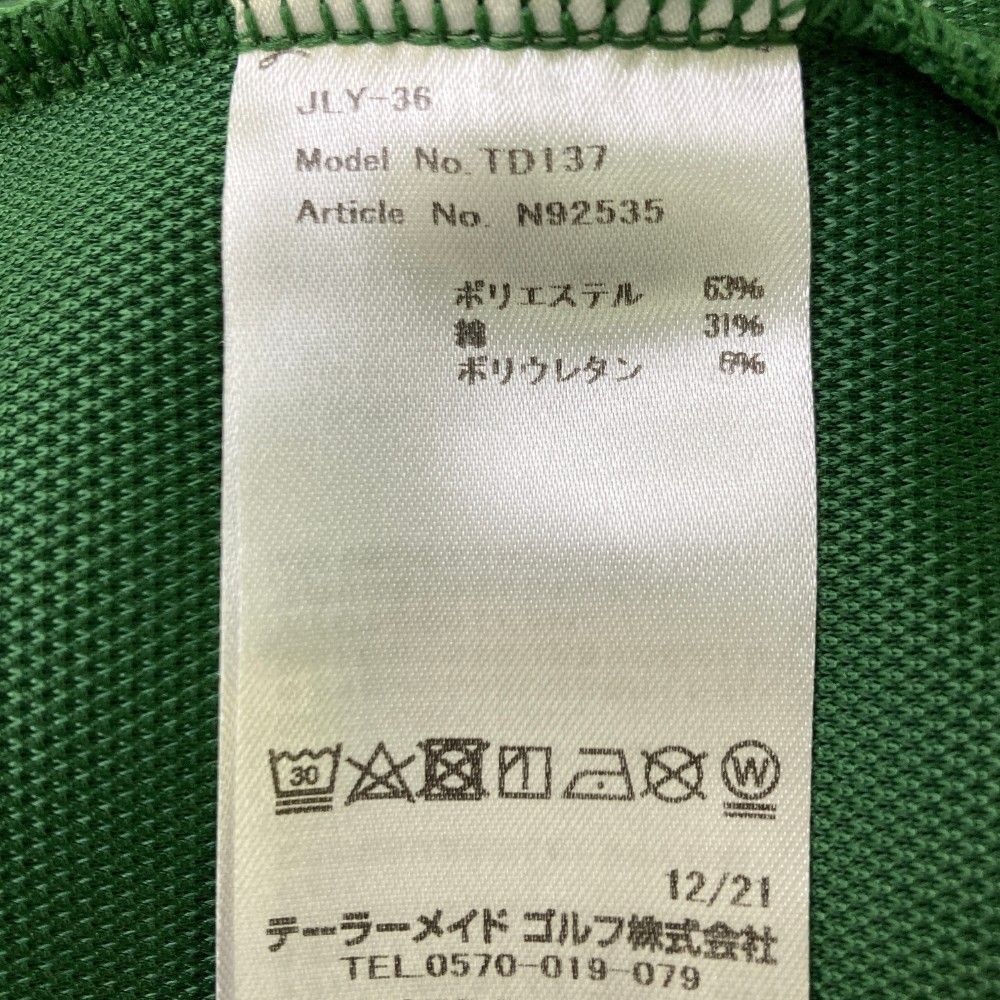 JLY-36
Model No. TD137
Article No. N92535
ポリエステル 63%
綿 31%
ポリウレタン 6%
30 W
12/21
テーラーメイド ゴルフ株式会社
TEL 0570-019-079